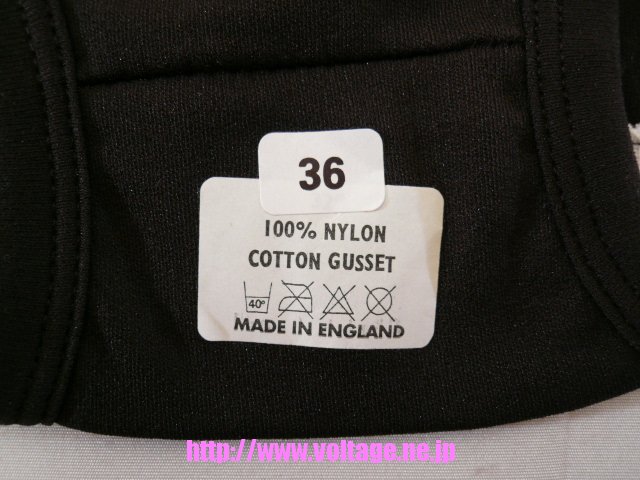 36
100% NYLON
COTTON GUSSET
40°
MADE IN ENGLAND
http://www.voltage.ne.jp